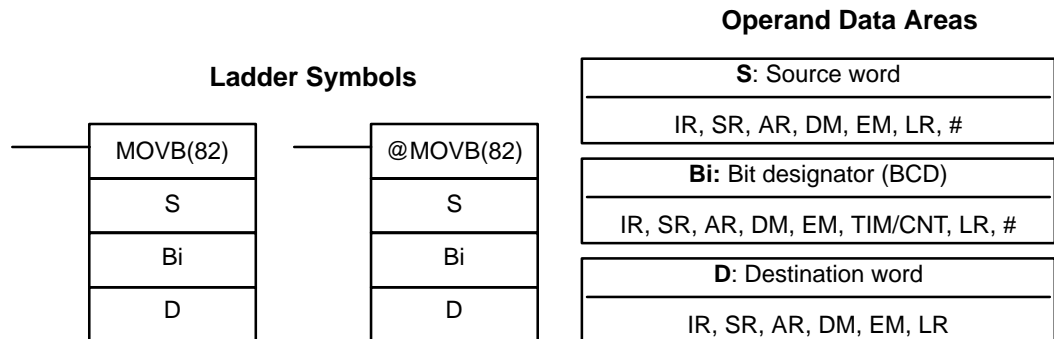 Operand Data Areas
Ladder Symbols
MOVB(82)
S
Bi
D
@MOVB(82)
S
Bi
D
S: Source word
IR, SR, AR, DM, EM, LR, #
Bi: Bit designator (BCD)
IR, SR, AR, DM, EM, TIM/CNT, LR, #
D: Destination word
IR, SR, AR, DM, EM, LR